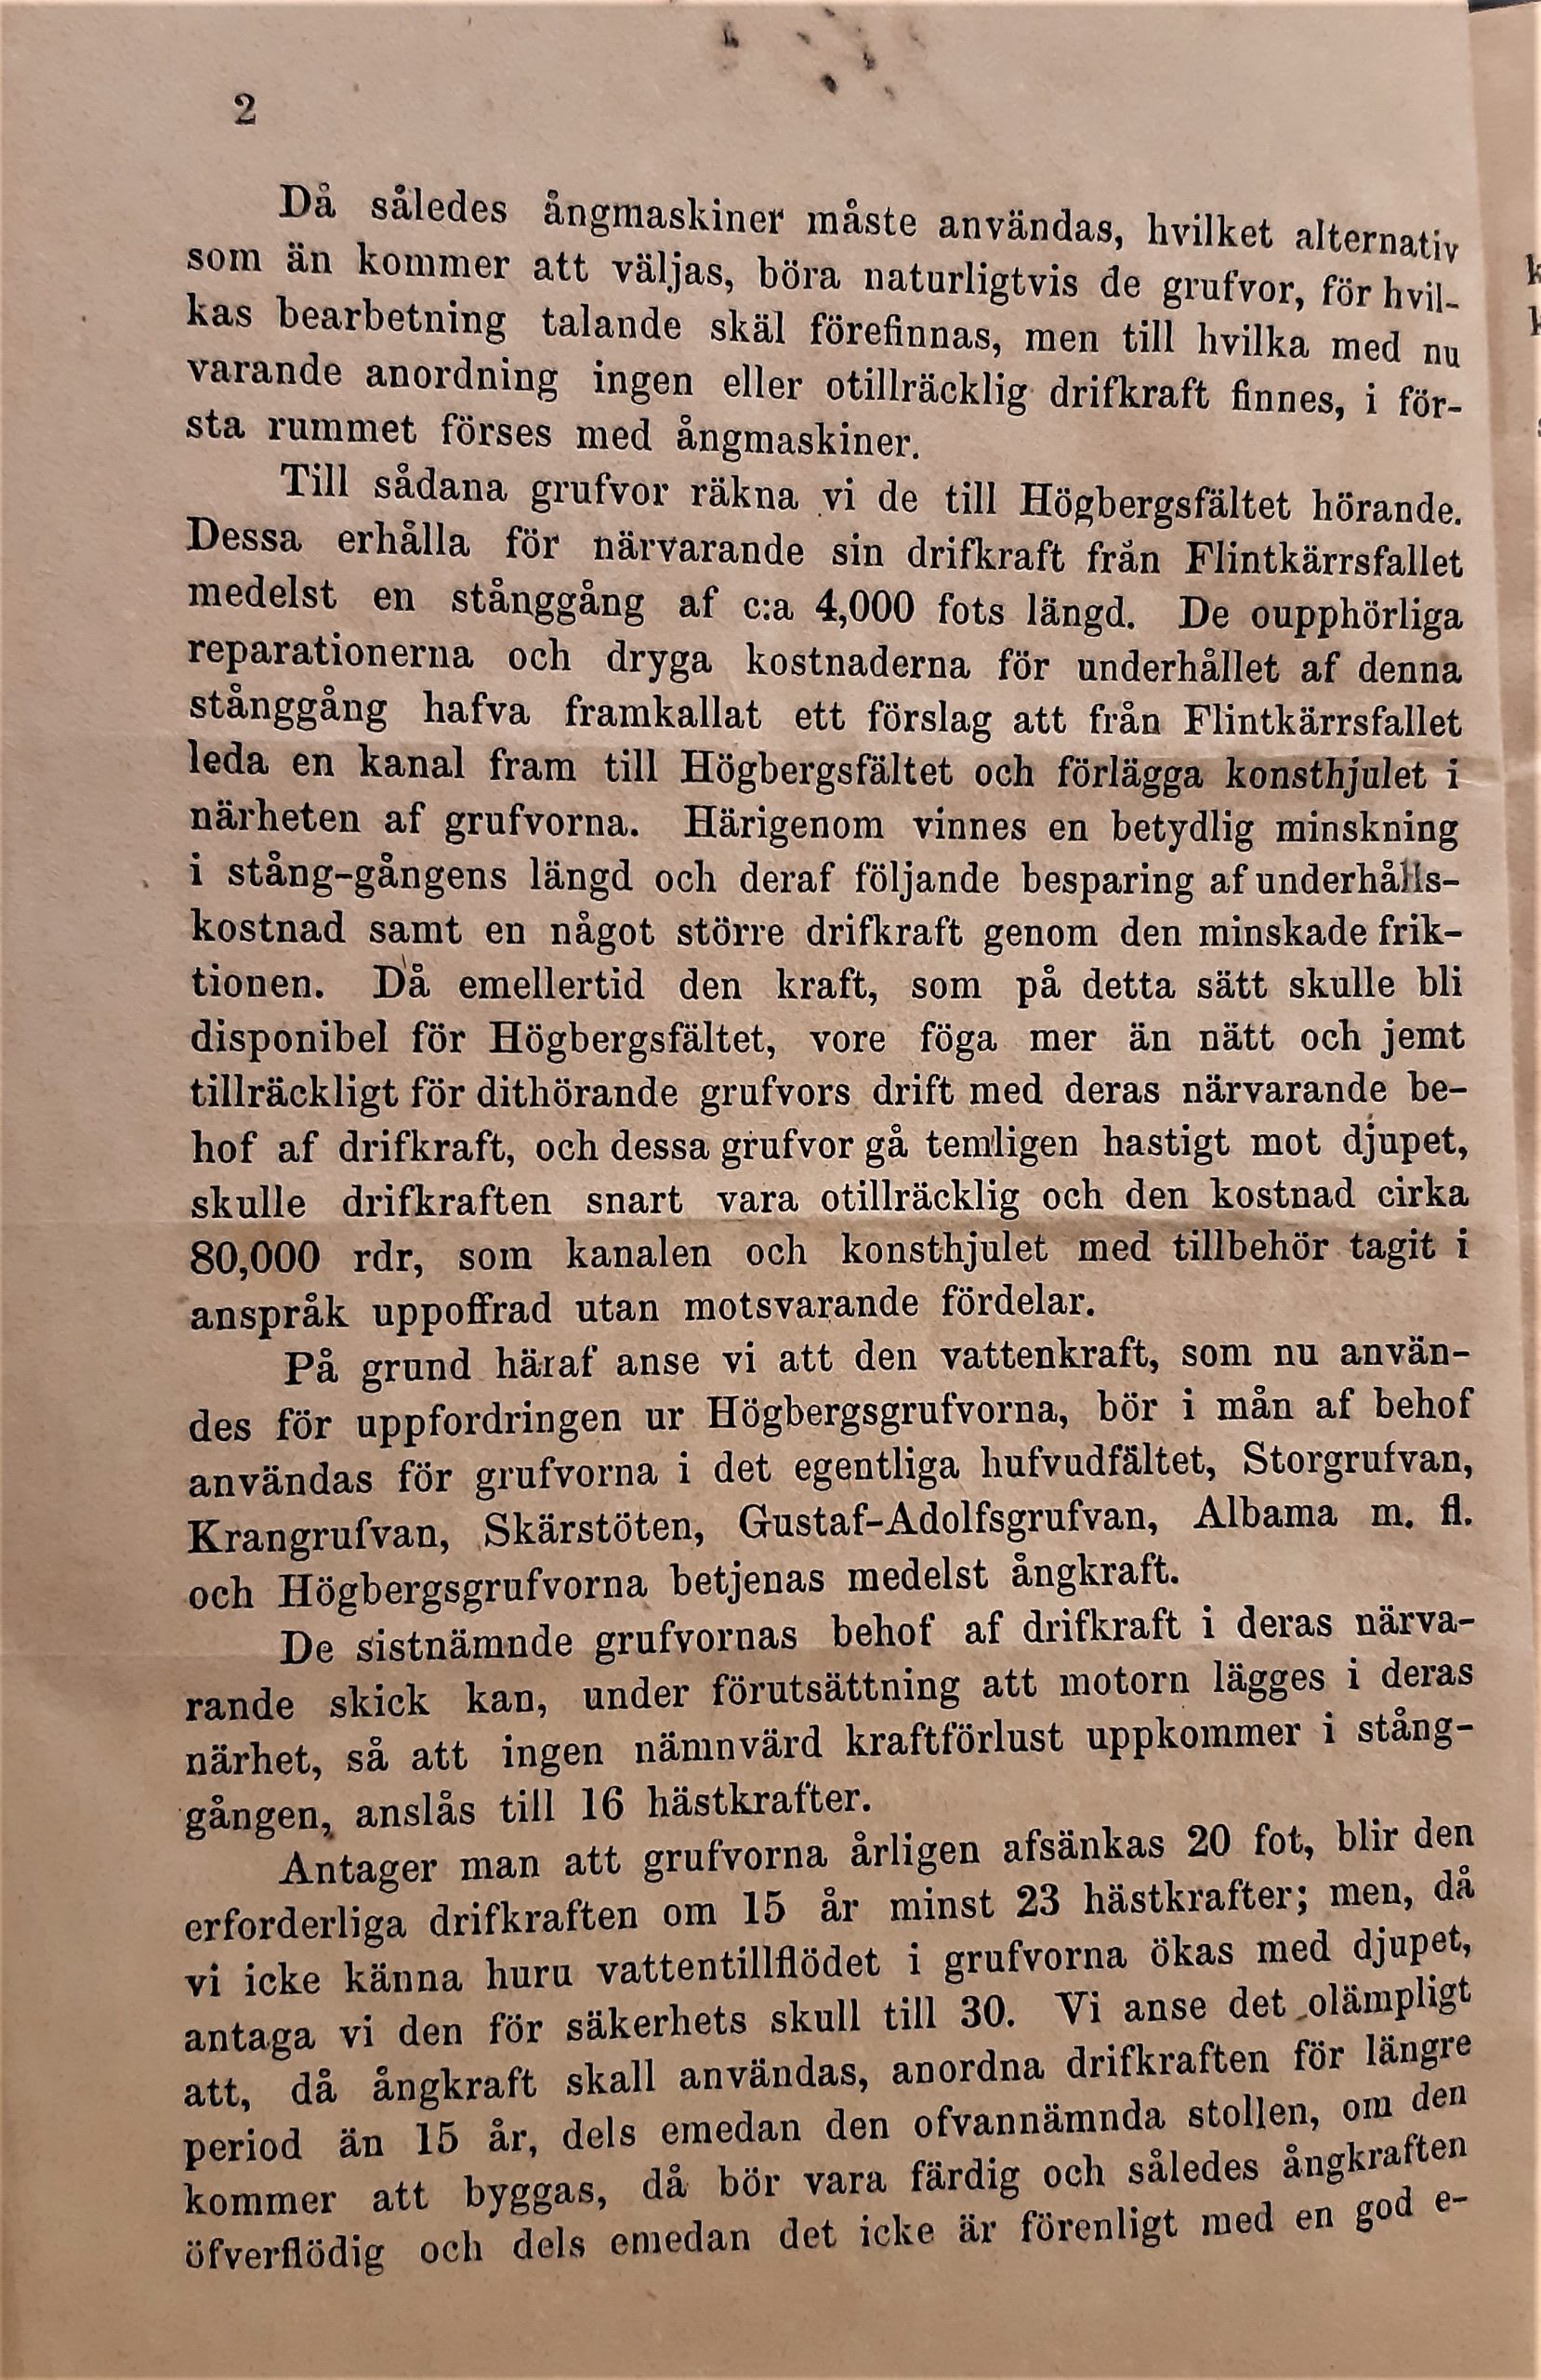 2
Då således ångmaskiner måste användas, hvilket alternativ
som än kommer att väljas, böra naturligtvis de grufvor, för hvil-
kas bearbetning talande skäl förefinnas, men till hvilka med nu
varande anordning ingen eller otillräcklig drifkraft finnes, i för-
sta rummet förses med ångmaskiner.
Till sådana grufvor räkna vi de till Högbergsfältet hörande.
Dessa erhålla för närvarande sin drifkraft från Flintkärrsfallet
medelst en stånggång af c:a 4,000 fots längd. De oupphörliga
reparationerna och dryga kostnaderna för underhållet af denna
stånggång hafva framkallat ett förslag att från Flintkärrsfallet
leda en kanal fram till Högbergsfältet och förlägga konsthjulet i
närheten af grufvorna. Härigenom vinnes en betydlig minskning
i stång-gångens längd och deraf följande besparing af underhålls-
kostnad samt en något större drifkraft genom den minskade frik-
tionen. Då emellertid den kraft, som på detta sätt skulle bli
disponibel för Högbergsfältet, vore föga mer än nätt och jemt
tillräckligt för dithörande grufvors drift med deras närvarande be-
hof af drifkraft, och dessa grufvor gå temligen hastigt mot djupet,
skulle drifkraften snart vara otillräcklig och den kostnad cirka
80,000 rdr, som kanalen och konsthjulet med tillbehör tagit i
anspråk uppoffrad utan motsvarande fördelar.
På grund häraf anse vi att den vattenkraft, som nu använ-
des för uppfordringen ur Högbergsgrufvorna, bör i mån af behof
användas för grufvorna i det egentliga hufvudfältet, Storgrufvan,
Krangrufvan, Skärstöten, Gustaf-Adolfsgrufvan, Albama m. fl.
och Högbergsgrufvorna betjenas medelst ångkraft.
De sistnämnde grufvornas behof af drifkraft i deras närva-
rande skick kan, under förutsättning att motorn lägges i deras
närhet, så att ingen nämnvärd kraftförlust uppkommer i stång-
gången, anslås till 16 hästkrafter.
Antager man att grufvorna årligen afsänkas 20 fot, blir den
erforderliga drifkraften om 15 år minst 23 hästkrafter; men, då
vi icke känna huru vattentillflödet i grufvorna ökas med djupet,
antaga vi den för säkerhets skull till 30. Vi anse det olämpligt
att, då ångkraft skall användas, anordna drifkraften för längre
period än 15 år, dels emedan den ofvannämnda stollen, om den
kommer att byggas, då bör vara färdig och således ångkraften
öfverflödig och dels emedan det icke är förenligt med en god e-